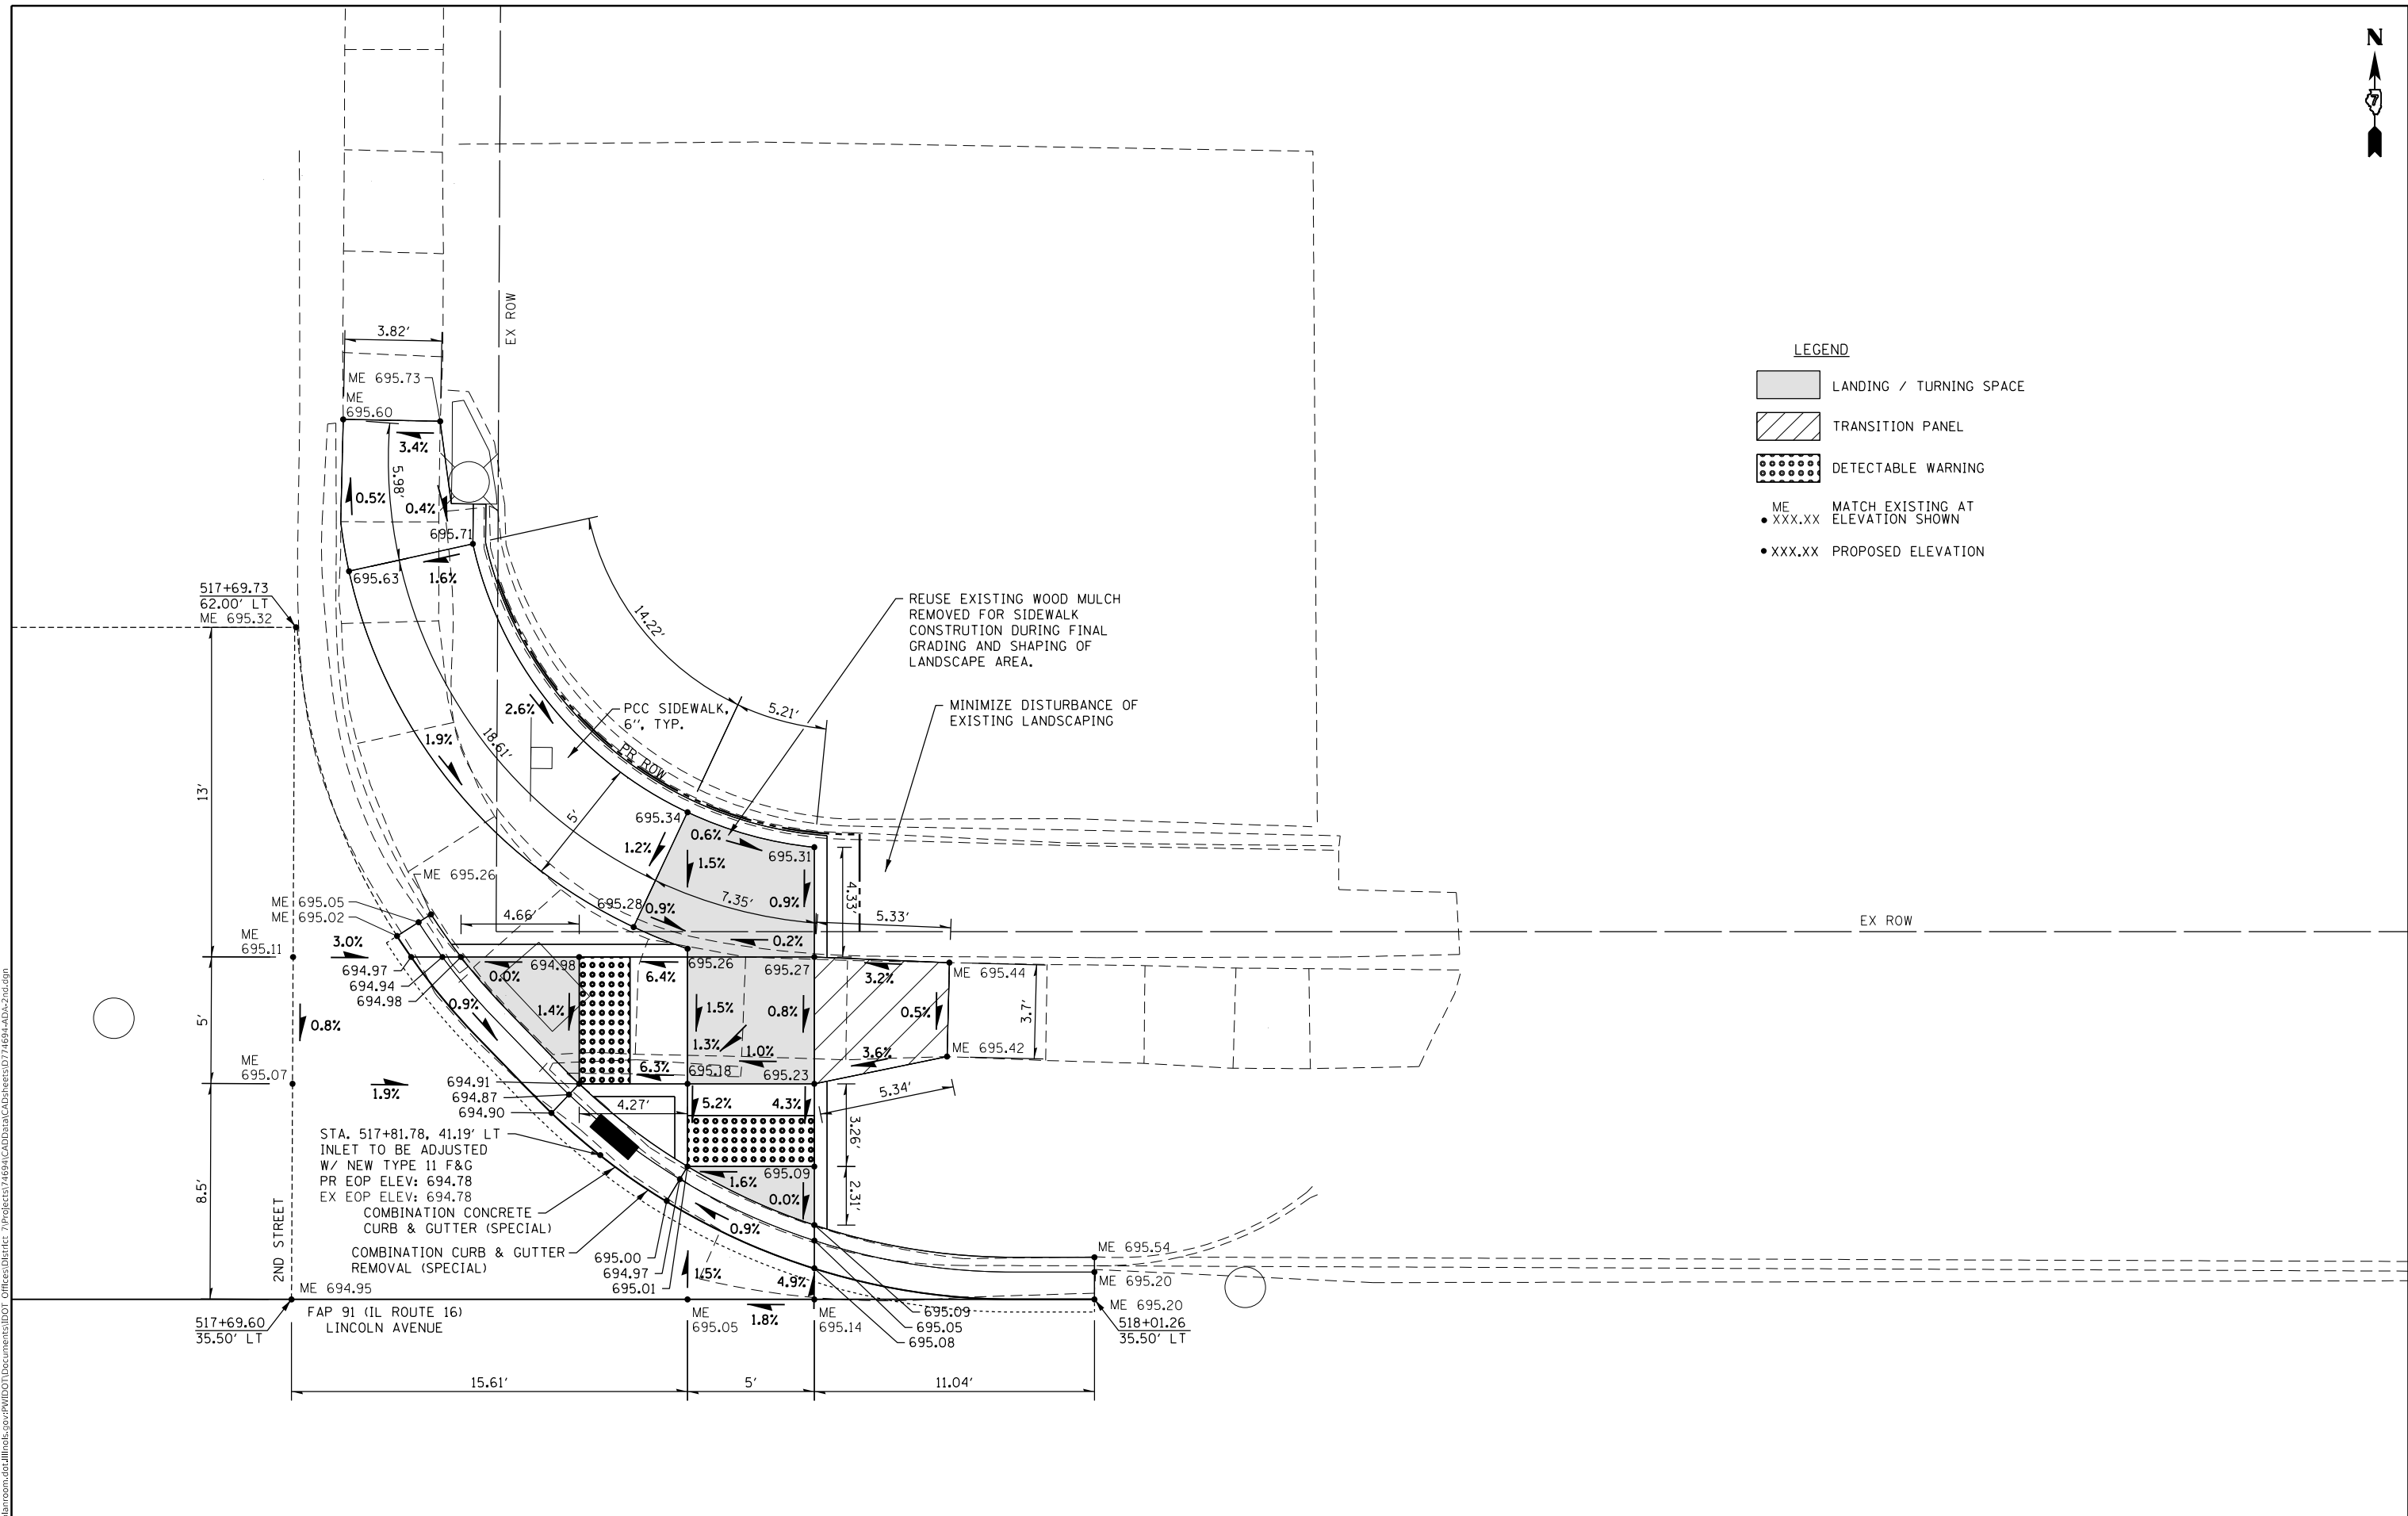 N
7
LEGEND
LANDING / TURNING SPACE
TRANSITION PANEL
DETECTABLE WARNING
ME
XXX.XX
MATCH EXISTING AT
ELEVATION SHOWN
XXX.XX PROPOSED ELEVATION
EX ROW
3.82'
ME 695.73
ME
695.60
3.4%
5.98'
0.5%
0.4%
695.71
695.63
1.6%
517+69.73
62.00' LT
ME 695.32
14.22'
REUSE EXISTING WOOD MULCH
REMOVED FOR SIDEWALK
CONSTRUTION DURING FINAL
GRADING AND SHAPING OF
LANDSCAPE AREA.
MINIMIZE DISTURBANCE OF
EXISTING LANDSCAPING
2.6%
PCC SIDEWALK,
6", TYP.
5.21'
1.9%
18.61'
PR ROW
13'
5'
695.34
0.6%
1.2%
1.5%
695.31
ME 695.26
ME 695.05
ME 695.02
4.66'
695.28
0.9%
7.35'
0.9%
4.33'
5.33'
EX ROW
ME
695.11
3.0%
0.2%
694.97
694.94
694.98
0.0%
694.98
6.4%
695.26
695.27
3.2%
ME 695.44
0.9%
1.4%
1.5%
0.8%
0.5%
3.7'
5'
0.8%
1.3%
1.0%
3.6%
ME 695.42
ME
695.07
1.9%
694.91
694.87
694.90
6.3%
695.18
695.23
5.34'
4.27'
5.2%
4.3%
3.26'
STA. 517+81.78, 41.19' LT
INLET TO BE ADJUSTED
W/ NEW TYPE 11 F&G
PR EOP ELEV: 694.78
EX EOP ELEV: 694.78
695.09
1.6%
0.0%
2.31'
8.5'
2ND STREET
COMBINATION CONCRETE
CURB & GUTTER (SPECIAL)
0.9%
COMBINATION CURB & GUTTER
REMOVAL (SPECIAL)
695.00
694.97
695.01
1.5%
4.9%
ME 695.54
ME 695.20
ME 694.95
FAP 91 (IL ROUTE 16)
LINCOLN AVENUE
517+69.60
35.50' LT
ME
695.05
1.8%
ME
695.14
695.09
695.05
695.08
ME 695.20
518+01.26
35.50' LT
15.61'
5'
11.04'